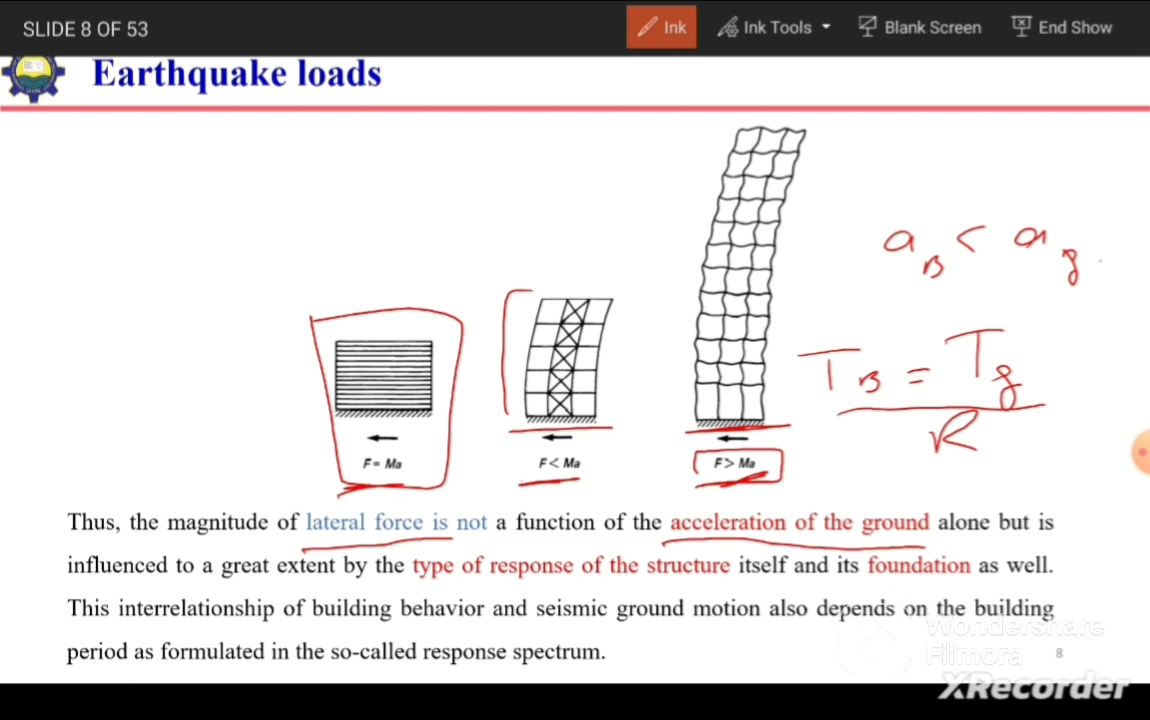 SLIDE 8 OF 53
Ink
Ink Tools
Blank Screen
End Show
Earthquake loads
a_B < a_g
T_B = T_g
R
F= Ma
F< Ma
F> Ma
Thus, the magnitude of lateral force is not a function of the acceleration of the ground alone but is
influenced to a great extent by the type of response of the structure itself and its foundation as well.
This interrelationship of building behavior and seismic ground motion also depends on the building
period as formulated in the so-called response spectrum.
Wondershare
Filmora
8
XRecorder